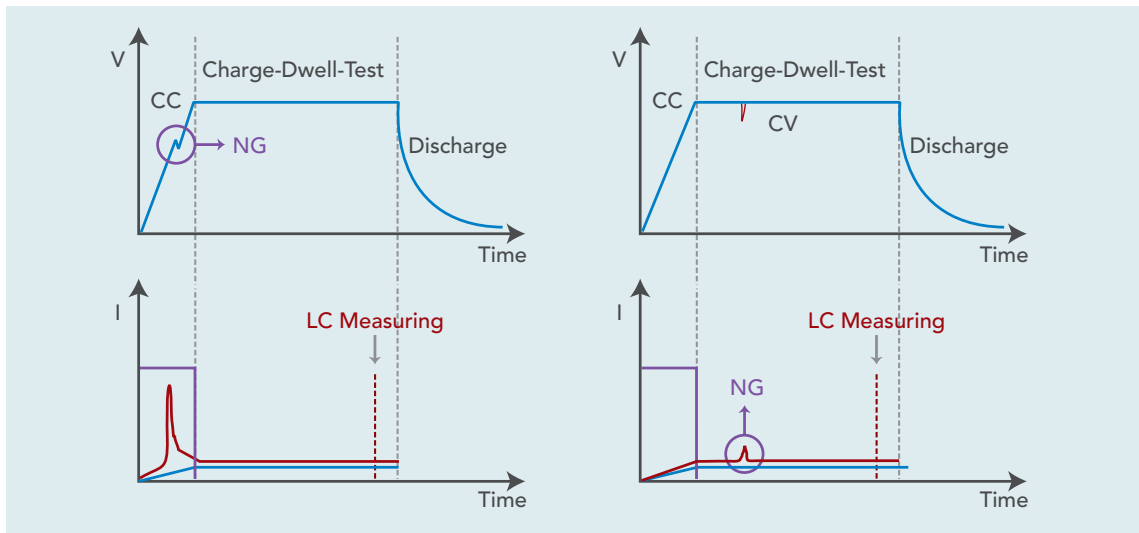 V
Charge-Dwell-Test
CC
NG
Discharge
Time
I
LC Measuring
Time
V
Charge-Dwell-Test
CC
CV
Discharge
Time
I
LC Measuring
NG
Time